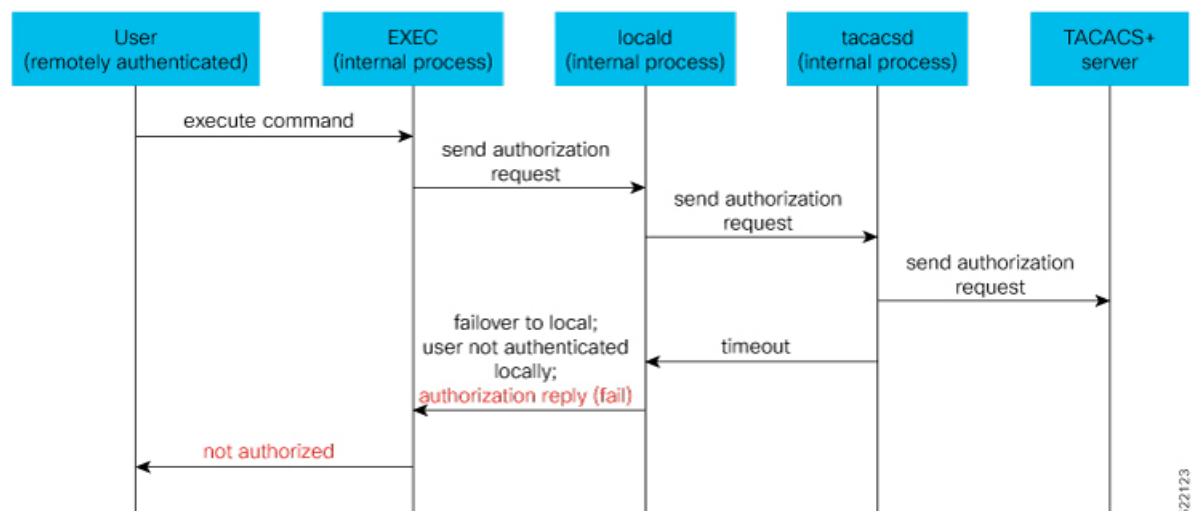 User
(remotely authenticated)
EXEC
(internal process)
locald
(internal process)
tacacsd
(internal process)
TACACS+
server
execute command
send authorization
request
send authorization
request
send authorization
request
timeout
failover to local;
user not authenticated
locally;
authorization reply (fail)
not authorized
522123